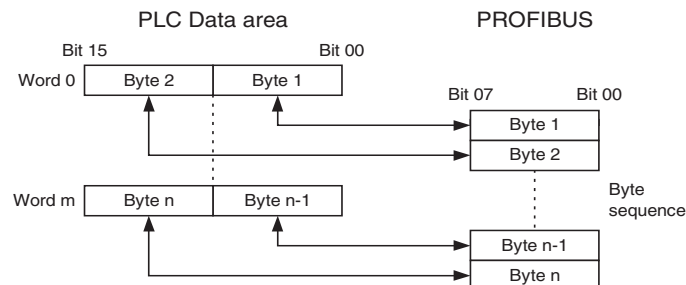 PLC Data area PROFIBUS
Bit 15 Bit 00
Word 0 Byte 2 Byte 1
Bit 07 Bit 00
Byte 1
Byte 2
Word m Byte n Byte n-1
Byte
sequence
Byte n-1
Byte n